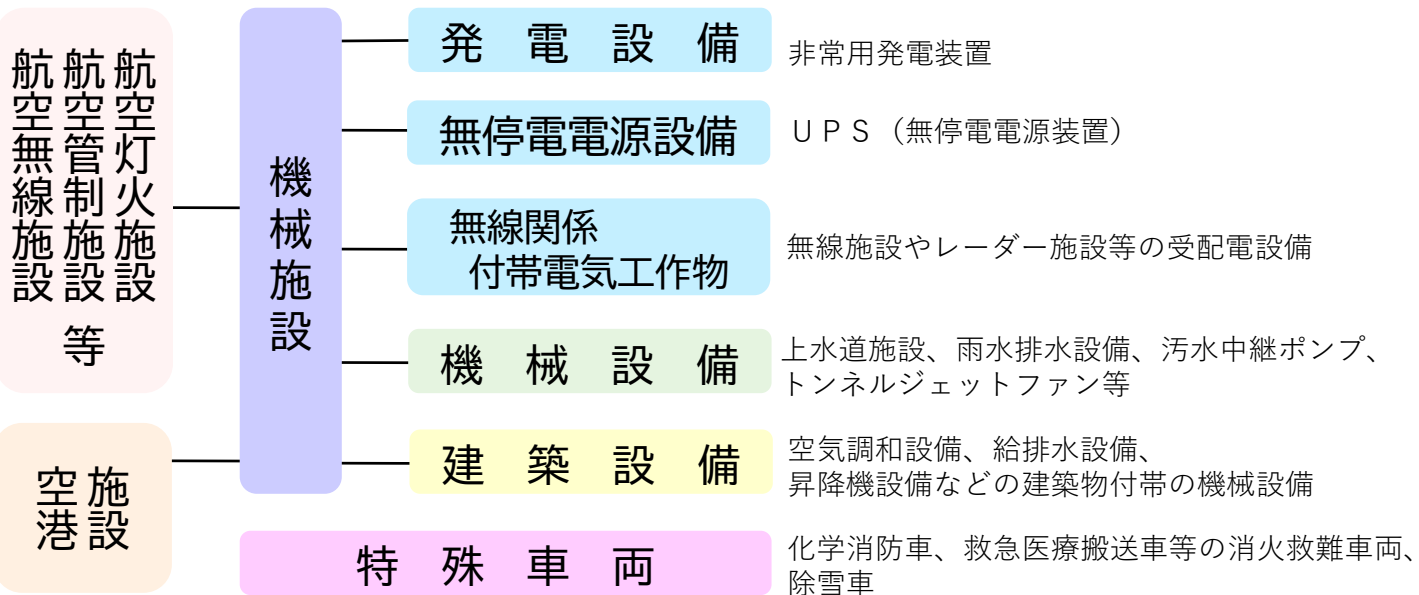 航空灯火施設
航空管制施設 等
航空無線施設
空港
施設
機械施設
発電設備
非常用発電装置
無停電電源設備
UPS(無停電電源装置)
無線関係
付帯電気工作物
無線施設やレーダー施設等の受配電設備
機械設備
上水道施設、雨水排水設備、汚水中継ポンプ、
トンネルジェットファン等
建築設備
空気調和設備、給排水設備、
昇降機設備などの建築物付帯の機械設備
特殊車両
化学消防車、救急医療搬送車等の消火救難車両、
除雪車